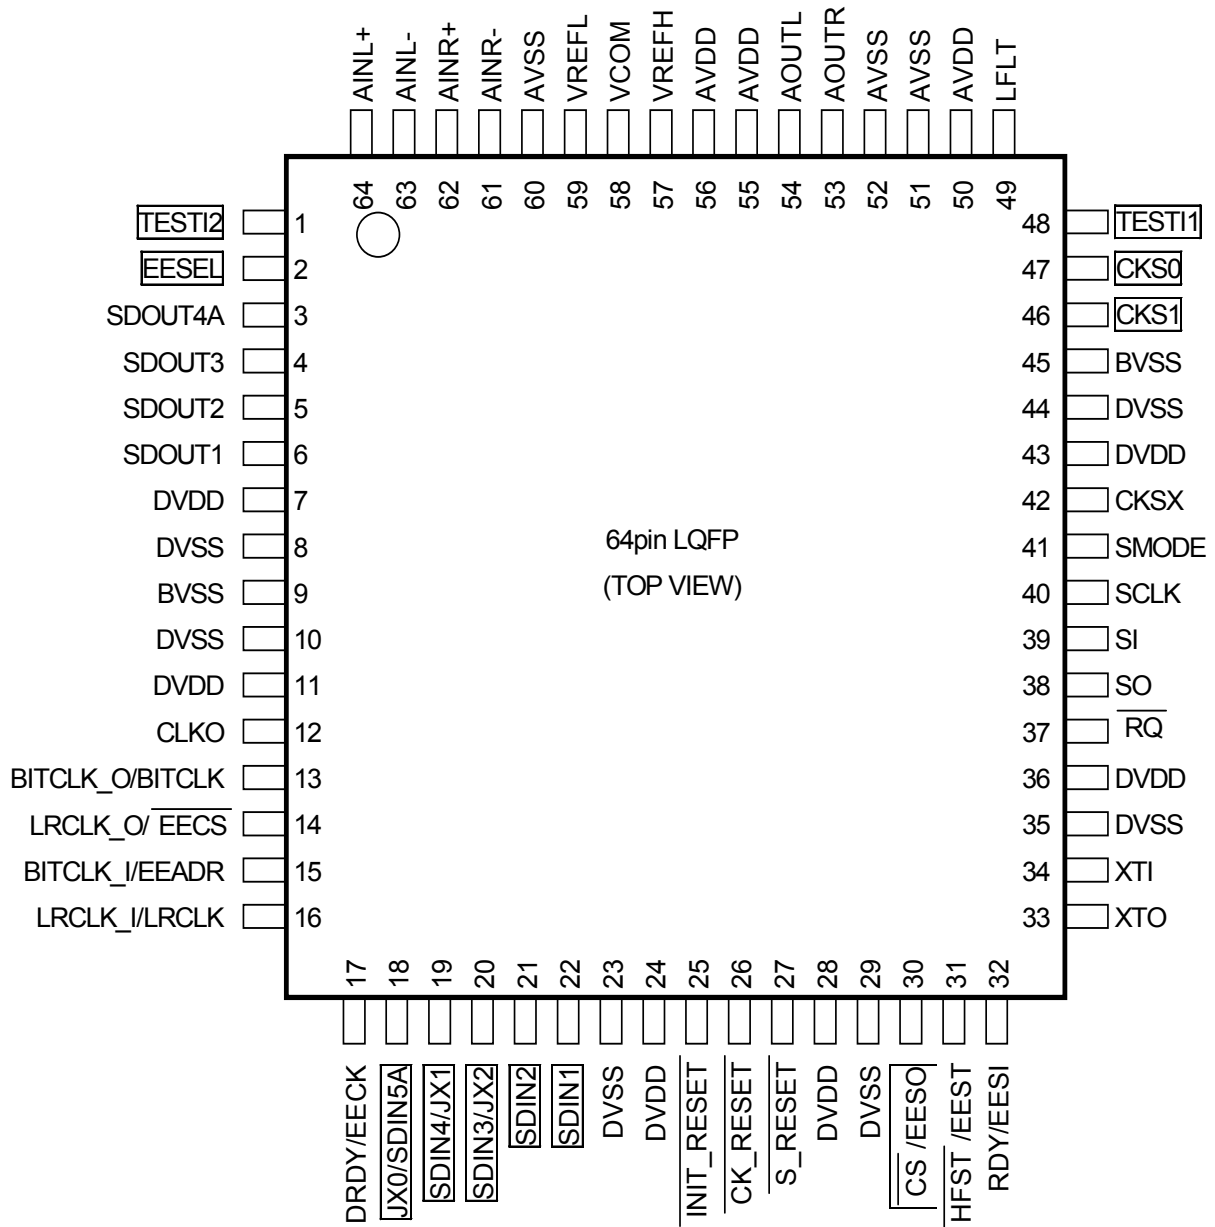 AINL+
AINL-
AINR+
AINR-
AVSS
VREFL
VCOM
VREFH
AVDD
AVDD
AOUTL
AOUTR
AVSS
AVSS
AVDD
LFLT
64
63
62
61
60
59
58
57
56
55
54
53
52
51
50
49
TESTI2 1
EESEL 2
SDOUT4A 3
SDOUT3 4
SDOUT2 5
SDOUT1 6
DVDD 7
DVSS 8
BVSS 9
DVSS 10
DVDD 11
CLKO 12
BITCLK_O/BITCLK 13
LRCLK_O/ EECS 14
BITCLK_I/EEADR 15
LRCLK_I/LRCLK 16
64pin LQFP
(TOP VIEW)
48 TESTI1
47 CKS0
46 CKS1
45 BVSS
44 DVSS
43 DVDD
42 CKSX
41 SMODE
40 SCLK
39 SI
38 SO
37 RQ
36 DVDD
35 DVSS
34 XTI
33 XTO
17
18
19
20
21
22
23
24
25
26
27
28
29
30
31
32
DRDY/EECK
JX0/SDIN5A
SDIN4/JX1
SDIN3/JX2
SDIN2
SDIN1
DVSS
DVDD
INIT_RESET
CK_RESET
S_RESET
DVDD
DVSS
CS /EESO
HFST /EEST
RDY/EESI